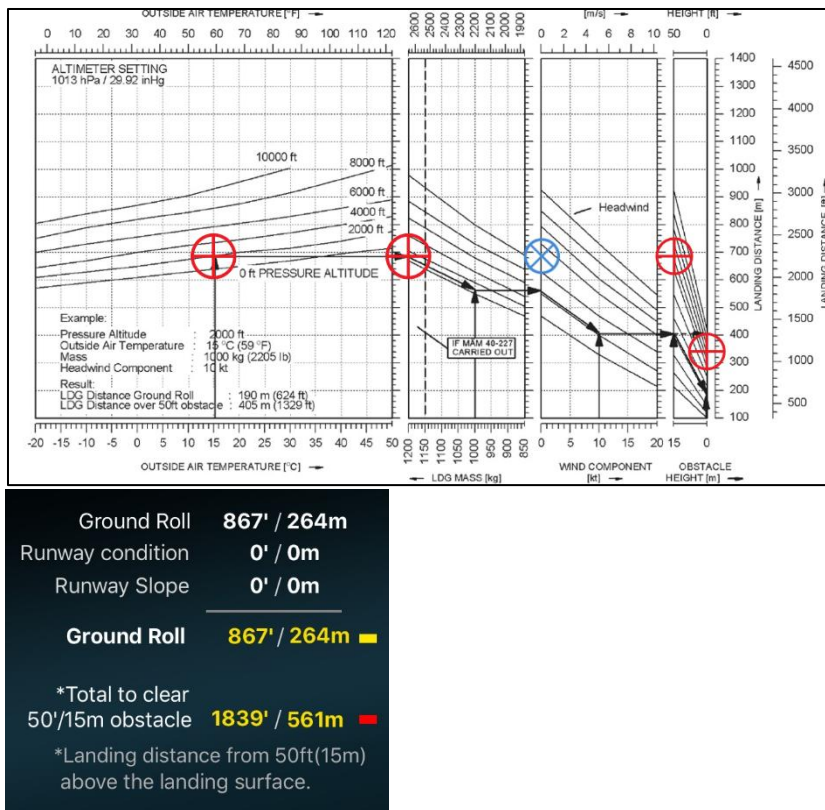 OUTSIDE AIR TEMPERATURE [°F]
[m/s]
HEIGHT [ft]
0 10 20 30 40 50 60 70 80 90 100 110 120
2600 2500 2400 2300 2200 2100 2000 1900
0 2 4 6 8 10
50 0
ALTIMETER SETTING
1013 hPa / 29.92 inHg
10000 ft
8000 ft
6000 ft
4000 ft
2000 ft
0 ft PRESSURE ALTITUDE
Example:
Pressure Altitude : 2000 ft
Outside Air Temperature : 15 °C (59 °F)
Mass : 1000 kg (2205 lb)
Headwind Component : 10 kt
Result:
LDG Distance Ground Roll : 190 m (624 ft)
LDG Distance over 50ft obstacle : 405 m (1329 ft)
IF MAM 40-227
CARRIED OUT
Headwind
1400
1300
1200
1100
1000
900
800
700
600
500
400
300
200
100
LANDING DISTANCE [m]
4500
4000
3500
3000
2500
2000
1500
1000
500
LANDING DISTANCE [ft]
-20 -15 -10 -5 0 5 10 15 20 25 30 35 40 45 50
1200 1150 1100 1050 1000 950 900 850
0 5 10 15 20
15 0
OUTSIDE AIR TEMPERATURE [°C]
LDG MASS [kg]
WIND COMPONENT
[kt]
OBSTACLE
HEIGHT [m]
Ground Roll 867' / 264m
Runway condition 0' / 0m
Runway Slope 0' / 0m
Ground Roll 867' / 264m
*Total to clear
50'/15m obstacle 1839' / 561m
*Landing distance from 50ft(15m)
above the landing surface.